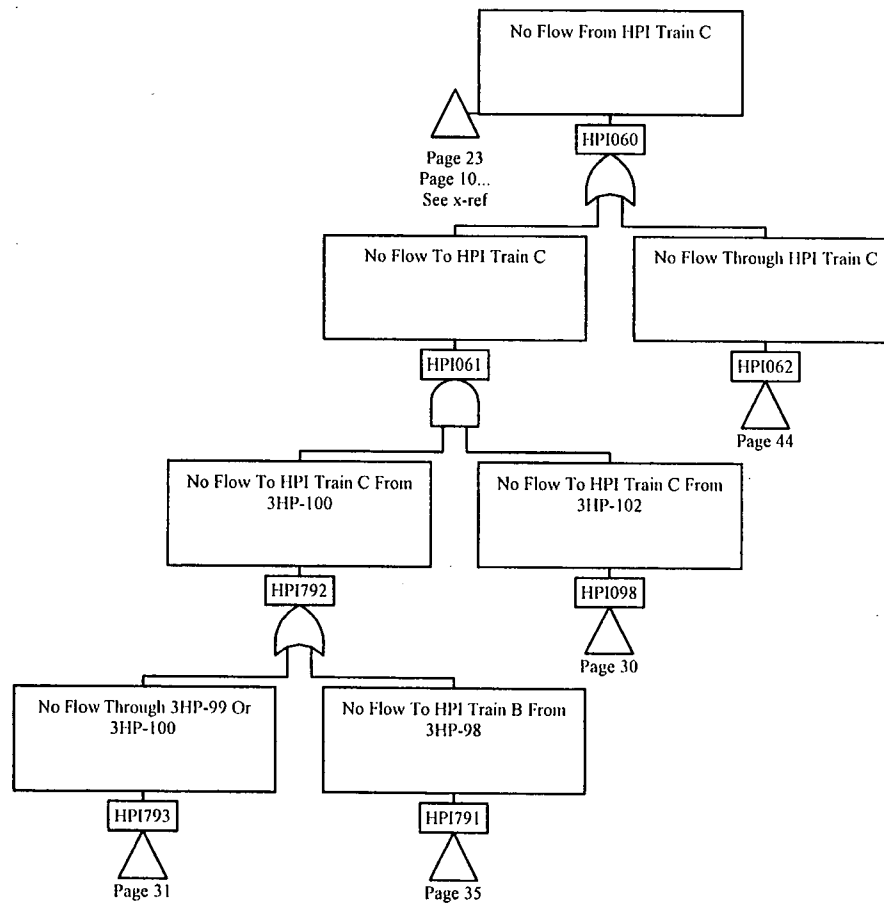 No Flow From HPI Train C
HPI060
Page 23
Page 10...
See x-ref
No Flow To HPI Train C
No Flow Through HPI Train C
HPI061
HPI062
Page 44
No Flow To HPI Train C From
3HP-100
No Flow To HPI Train C From
3HP-102
HPI792
HPI098
Page 30
No Flow Through 3HP-99 Or
3HP-100
No Flow To HPI Train B From
3HP-98
HPI793
HPI791
Page 31
Page 35